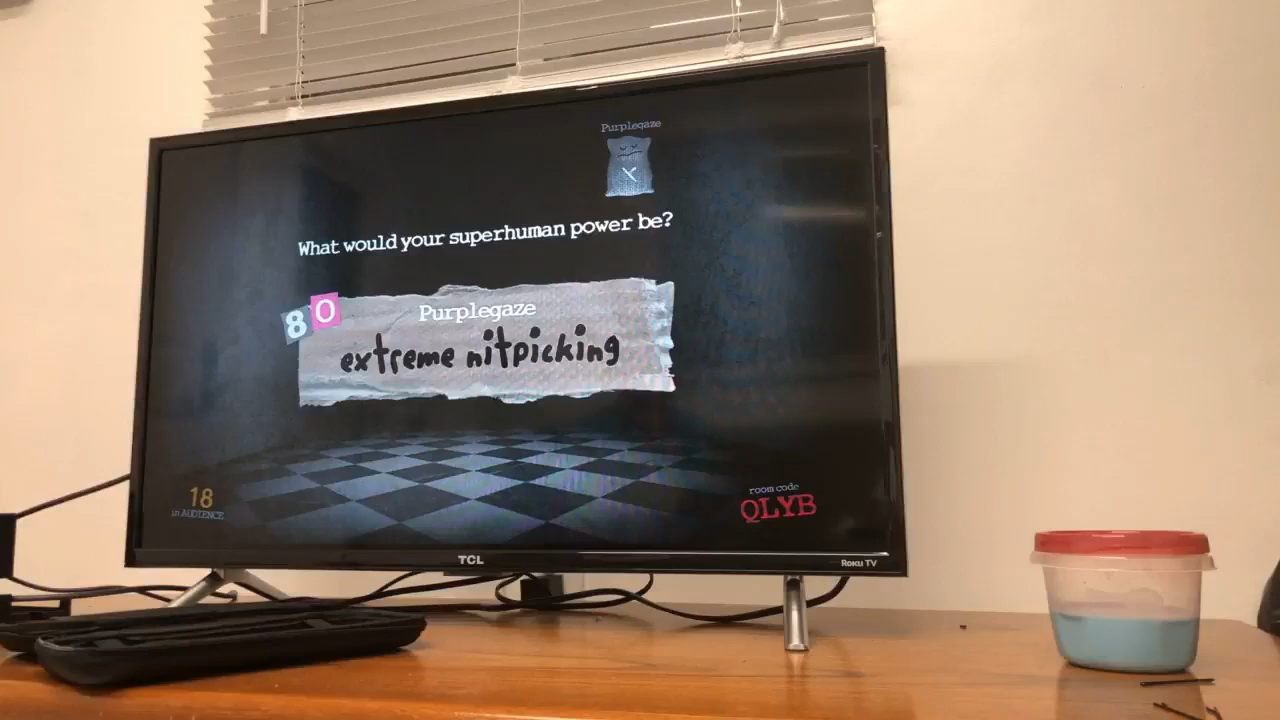 Purplegaze
What would your superhuman power be?
80
Purplegaze
extreme nitpicking
18
in AUDIENCE
room code
QLYB
TCL
Roku TV